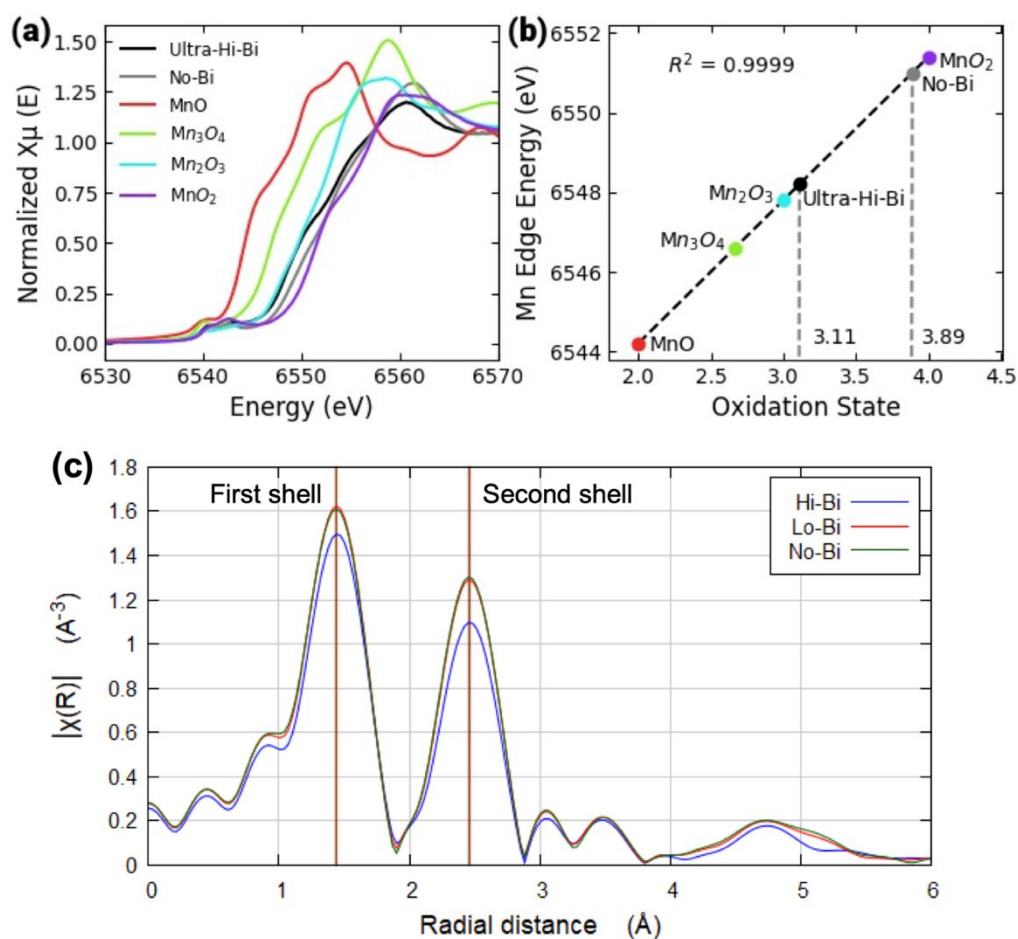 (a)
1.50
1.25
1.00
0.75
0.50
0.25
0.00
Normalized Xμ (E)
Ultra-Hi-Bi
No-Bi
MnO
Mn₃O₄
Mn₂O₃
MnO₂
6530 6540 6550 6560 6570
Energy (eV)
(b)
6552
6550
6548
6546
6544
Mn Edge Energy (eV)
R² = 0.9999
MnO₂
No-Bi
Mn₂O₃
Ultra-Hi-Bi
Mn₃O₄
MnO
3.11
3.89
2.0 2.5 3.0 3.5 4.0 4.5
Oxidation State
(c)
1.8
1.6
1.4
1.2
1
0.8
0.6
0.4
0.2
0
|χ(R)| (A⁻³)
First shell
Second shell
Hi-Bi
Lo-Bi
No-Bi
0 1 2 3 4 5 6
Radial distance (Å)